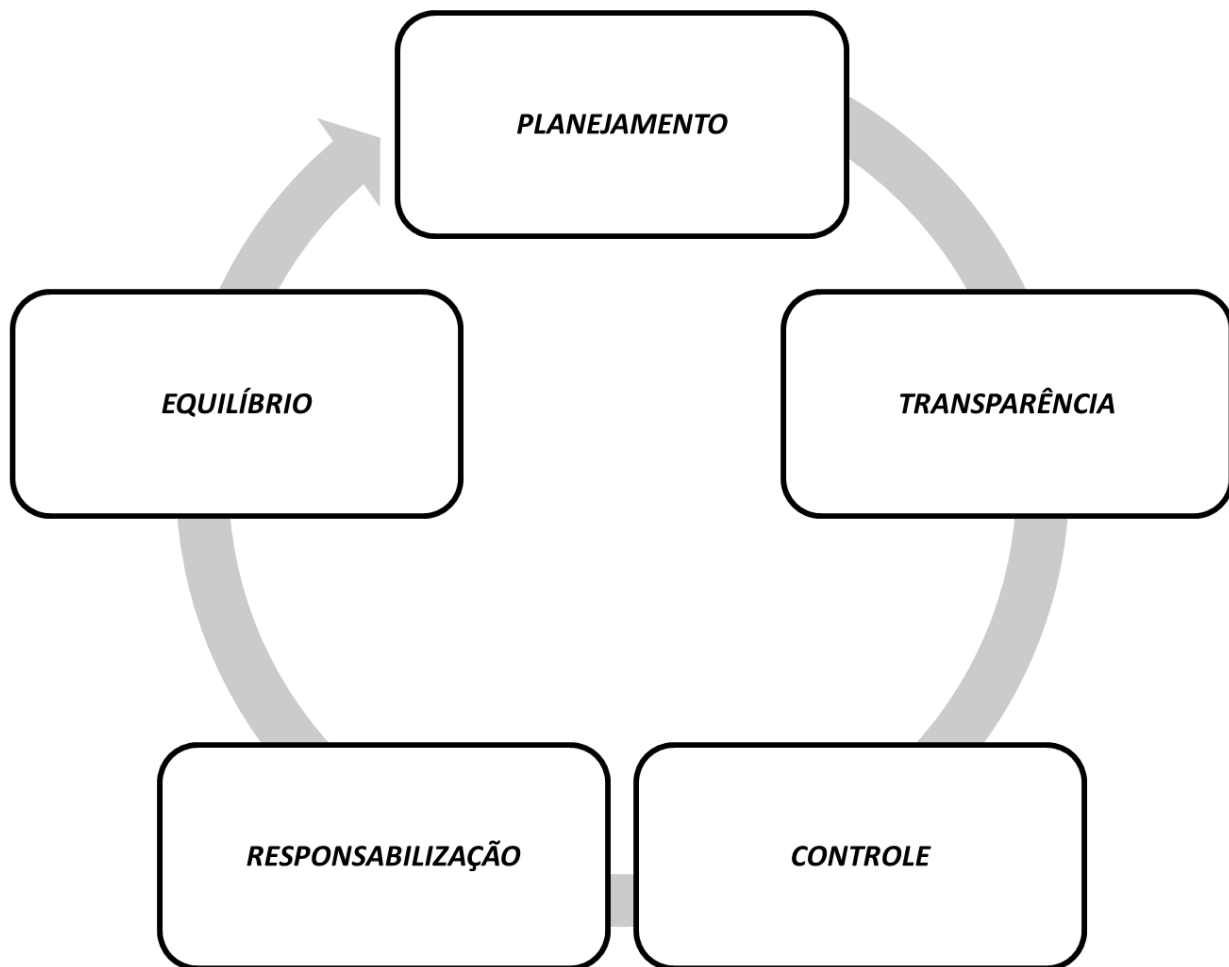 PLANEJAMENTO
TRANSPARÊNCIA
CONTROLE
RESPONSABILIZAÇÃO
EQUILÍBRIO